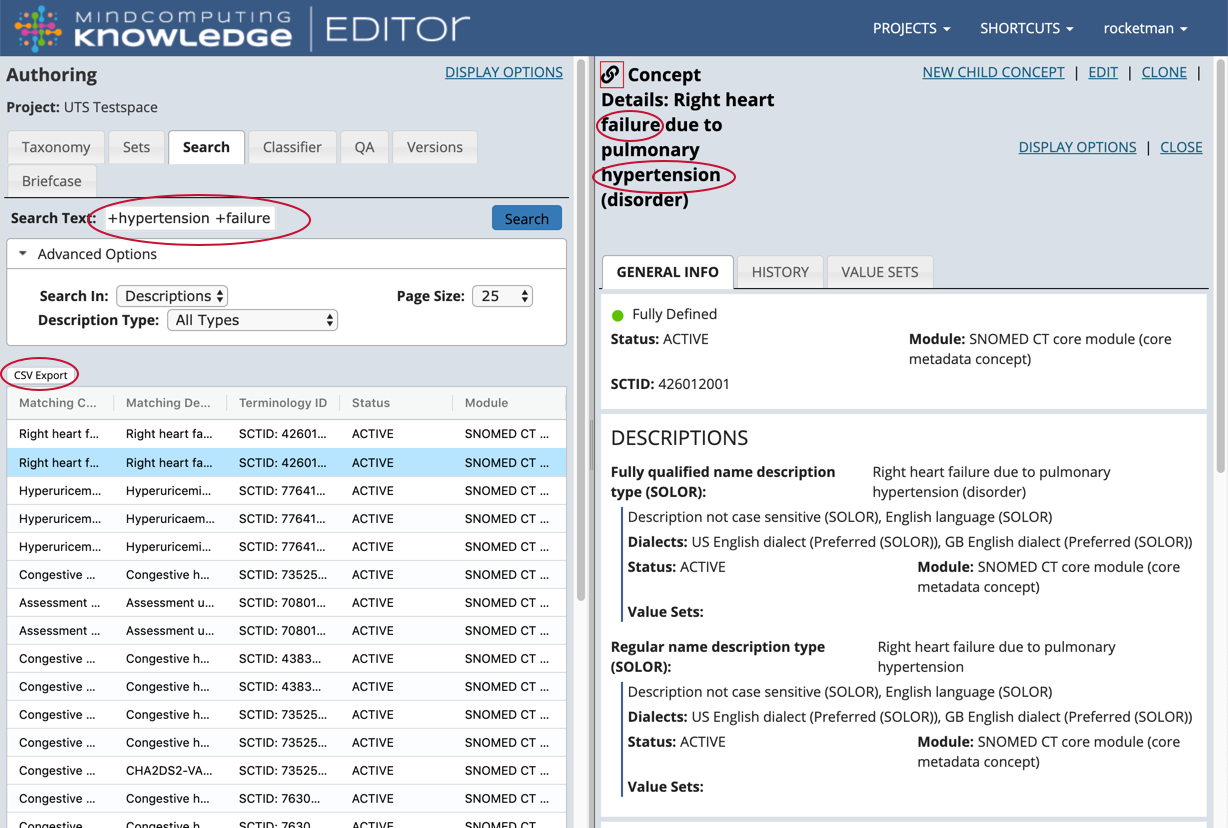 MINDCOMPUTING
KNOWLEDGE
EDITOR
PROJECTS
SHORTCUTS
rocketman
Authoring
DISPLAY OPTIONS
Project: UTS Testspace
Taxonomy
Sets
Search
Classifier
QA
Versions
Briefcase
Search Text:
+hypertension +failure
Search
Advanced Options
Search In: Descriptions
Page Size: 25
Description Type: All Types
CSV Export
Matching C... Matching De... Terminology ID Status Module
Right heart f... Right heart fa... SCTID: 42601... ACTIVE SNOMED CT ...
Right heart f... Right heart fa... SCTID: 42601... ACTIVE SNOMED CT ...
Hyperuricem... Hyperuricemi... SCTID: 77641... ACTIVE SNOMED CT ...
Hyperuricem... Hyperuricaem... SCTID: 77641... ACTIVE SNOMED CT ...
Hyperuricem... Hyperuricemi... SCTID: 77641... ACTIVE SNOMED CT ...
Congestive ... Congestive h... SCTID: 73525... ACTIVE SNOMED CT ...
Assessment ... Assessment u... SCTID: 70801... ACTIVE SNOMED CT ...
Assessment ... Assessment u... SCTID: 70801... ACTIVE SNOMED CT ...
Congestive ... Congestive h... SCTID: 4383... ACTIVE SNOMED CT ...
Congestive ... Congestive h... SCTID: 4383... ACTIVE SNOMED CT ...
Congestive ... Congestive h... SCTID: 73525... ACTIVE SNOMED CT ...
Congestive ... Congestive h... SCTID: 73525... ACTIVE SNOMED CT ...
Congestive ... CHA2DS2-VA... SCTID: 73525... ACTIVE SNOMED CT ...
Congestive ... Congestive h... SCTID: 7630... ACTIVE SNOMED CT ...
Congestive ... Congestive h... SCTID: 7630... ACTIVE SNOMED CT ...
Concept
Details: Right heart
failure due to
pulmonary
hypertension
(disorder)
NEW CHILD CONCEPT | EDIT | CLONE |
DISPLAY OPTIONS | CLOSE
GENERAL INFO
HISTORY
VALUE SETS
Fully Defined
Status: ACTIVE
Module: SNOMED CT core module (core
metadata concept)
SCTID: 426012001
DESCRIPTIONS
Fully qualified name description
type (SOLOR):
Right heart failure due to pulmonary
hypertension (disorder)
Description not case sensitive (SOLOR), English language (SOLOR)
Dialects: US English dialect (Preferred (SOLOR)), GB English dialect (Preferred (SOLOR))
Status: ACTIVE
Module: SNOMED CT core module (core
metadata concept)
Value Sets:
Regular name description type
(SOLOR):
Right heart failure due to pulmonary
hypertension
Description not case sensitive (SOLOR), English language (SOLOR)
Dialects: US English dialect (Preferred (SOLOR)), GB English dialect (Preferred (SOLOR))
Status: ACTIVE
Module: SNOMED CT core module (core
metadata concept)
Value Sets: